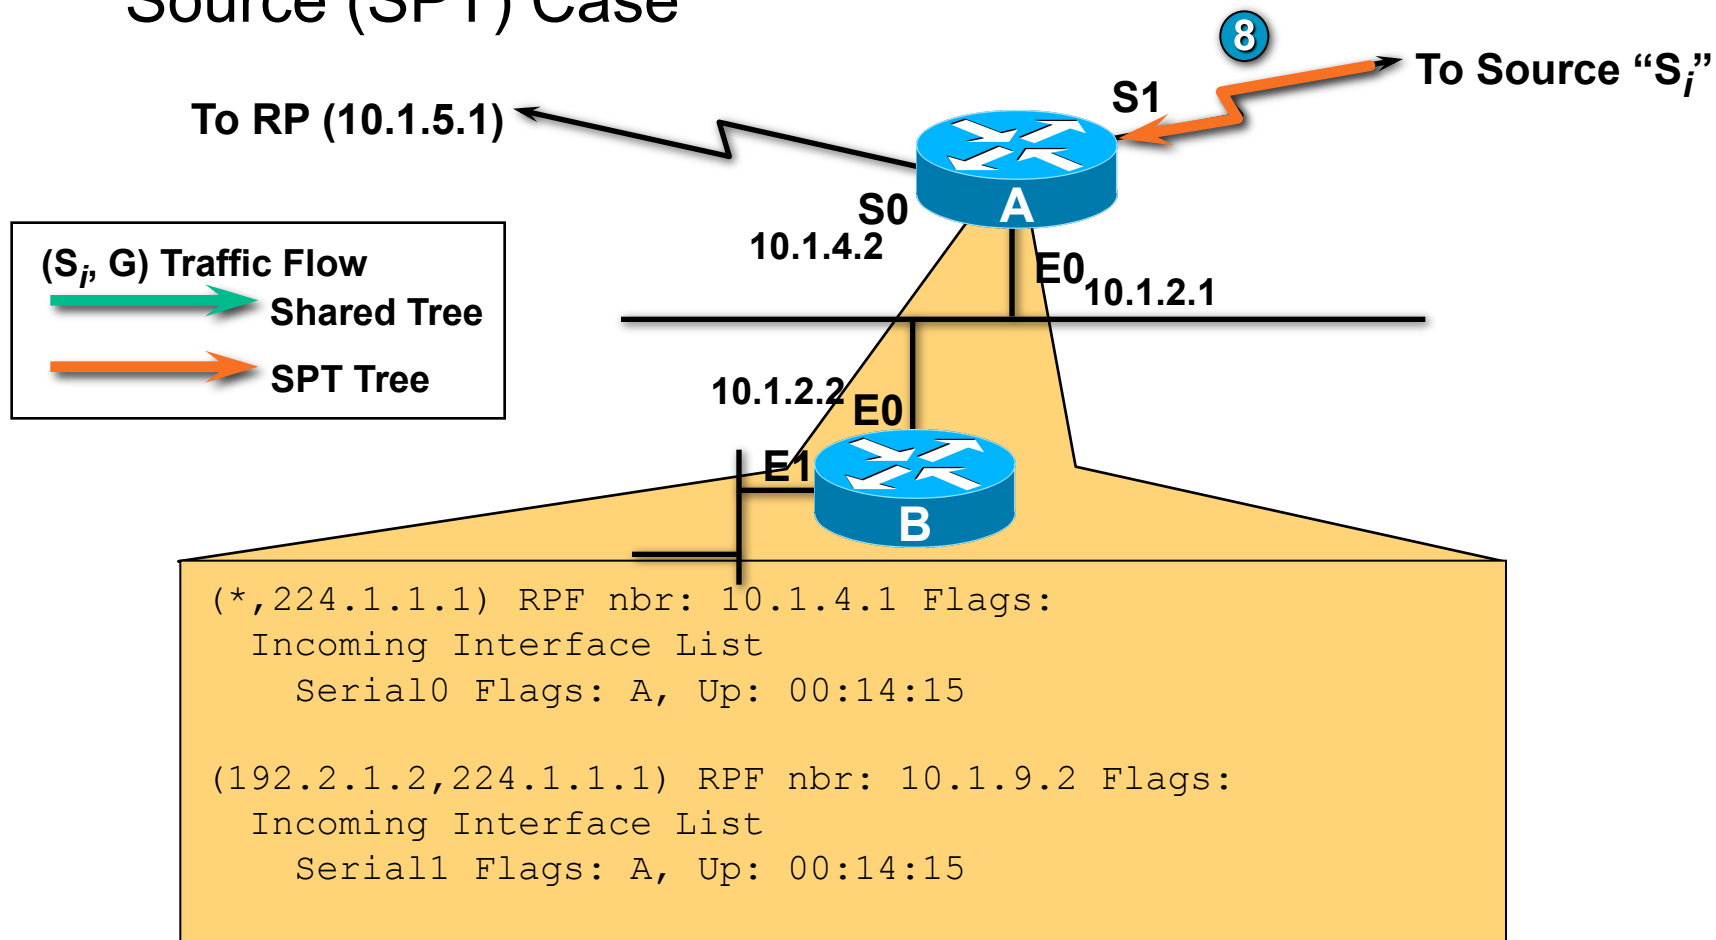 Source (SPT) Case
8
To Source “Si”
S1
To RP (10.1.5.1)
A
S0
10.1.4.2
(Si, G) Traffic Flow
Shared Tree
SPT Tree
E0
10.1.2.1
10.1.2.2
E0
E1
B
(*,224.1.1.1) RPF nbr: 10.1.4.1 Flags:
Incoming Interface List
Serial0 Flags: A, Up: 00:14:15
(192.2.1.2,224.1.1.1) RPF nbr: 10.1.9.2 Flags:
Incoming Interface List
Serial1 Flags: A, Up: 00:14:15